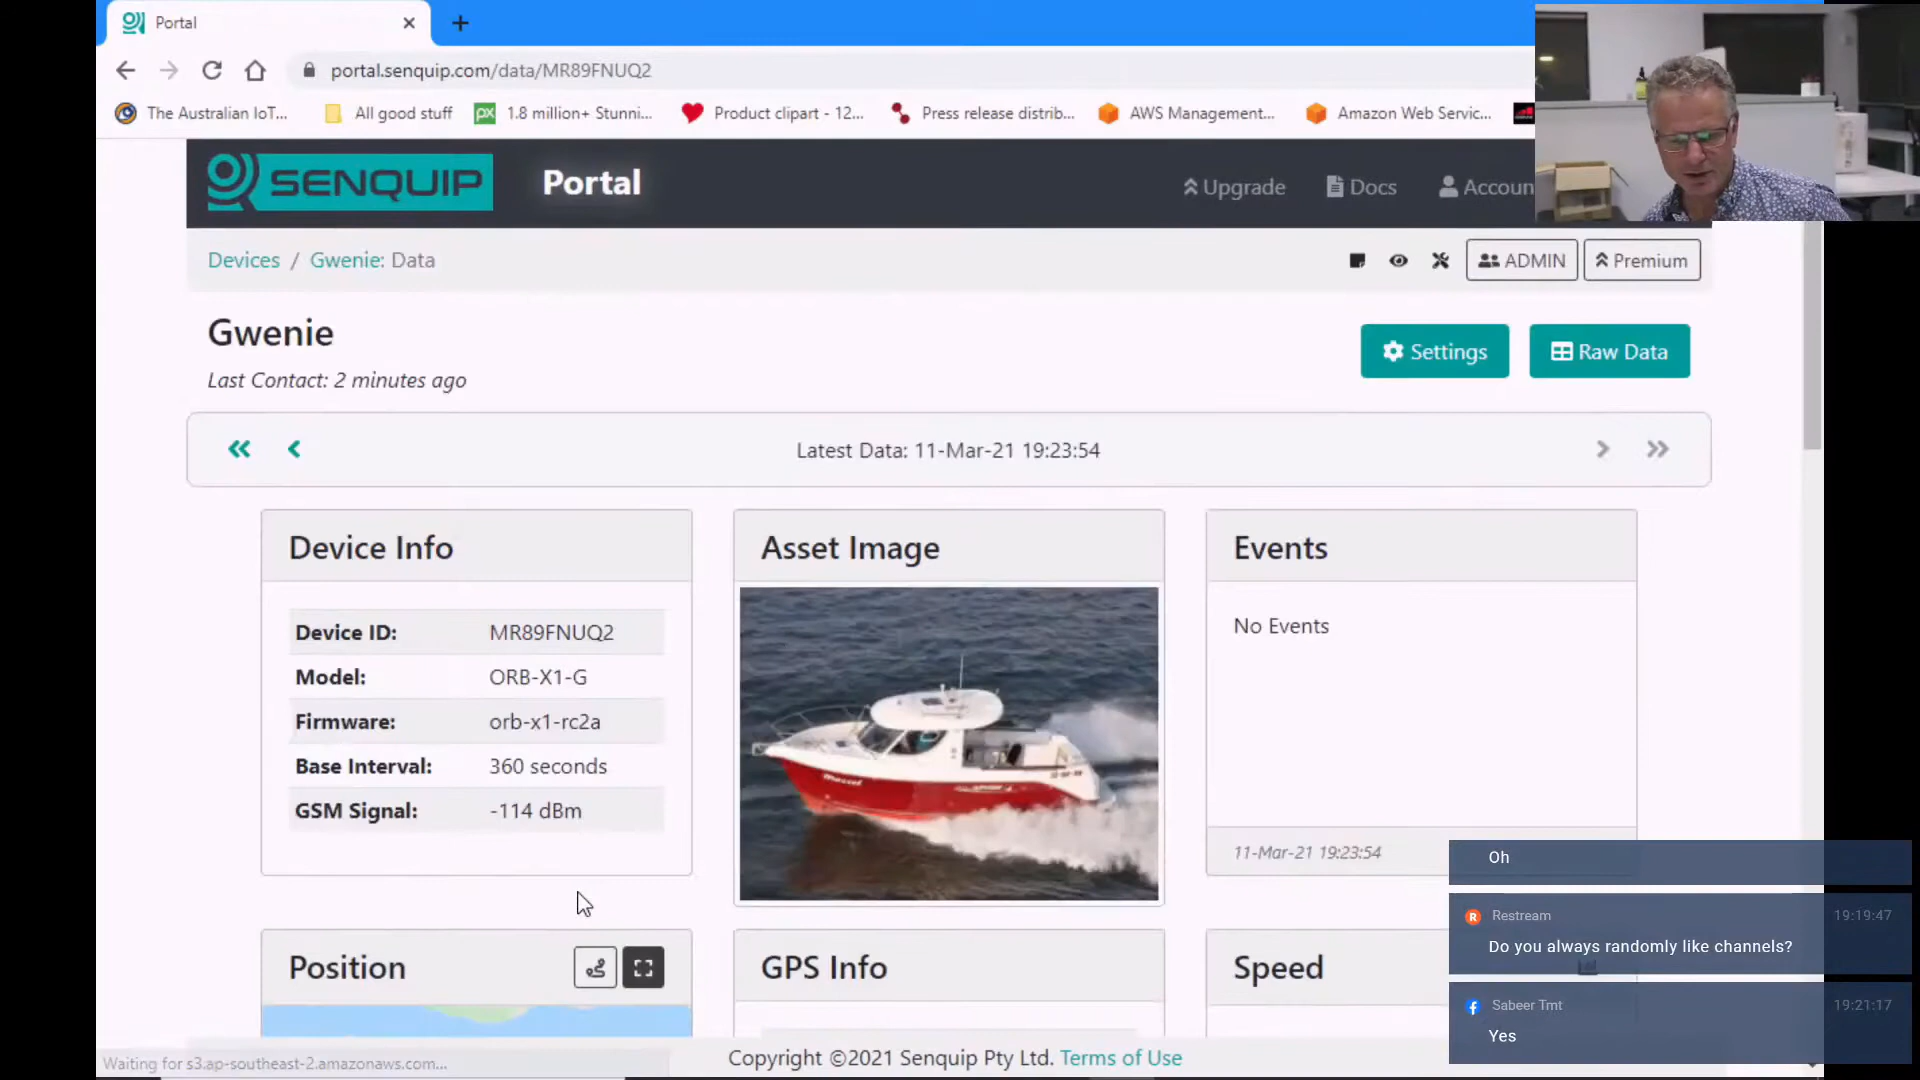 Portal
portal.senquip.com/data/MR89FNUQ2
The Australian IoT...
All good stuff
1.8 million+ Stunni...
Product clipart - 12...
Press release distrib...
AWS Management...
Amazon Web Servic...
SENQUIP
Portal
Upgrade
Docs
Accoun
Devices / Gwenie: Data
ADMIN
Premium
Gwenie
Last Contact: 2 minutes ago
Settings
Raw Data
Latest Data: 11-Mar-21 19:23:54
Device Info
Device ID: MR89FNUQ2
Model: ORB-X1-G
Firmware: orb-x1-rc2a
Base Interval: 360 seconds
GSM Signal: -114 dBm
Asset Image
Events
No Events
11-Mar-21 19:23:54
Position
GPS Info
Speed
Oh
Restream 19:19:47
Do you always randomly like channels?
Sabeer Tmt 19:21:17
Yes
Waiting for s3.ap-southeast-2.amazonaws.com...
Copyright ©2021 Senquip Pty Ltd. Terms of Use